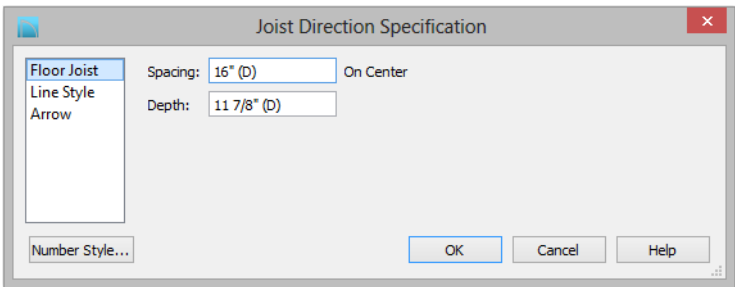 Joist Direction Specification
Floor Joist
Line Style
Arrow
Spacing: 16" (D) On Center
Depth: 11 7/8" (D)
Number Style... OK Cancel Help